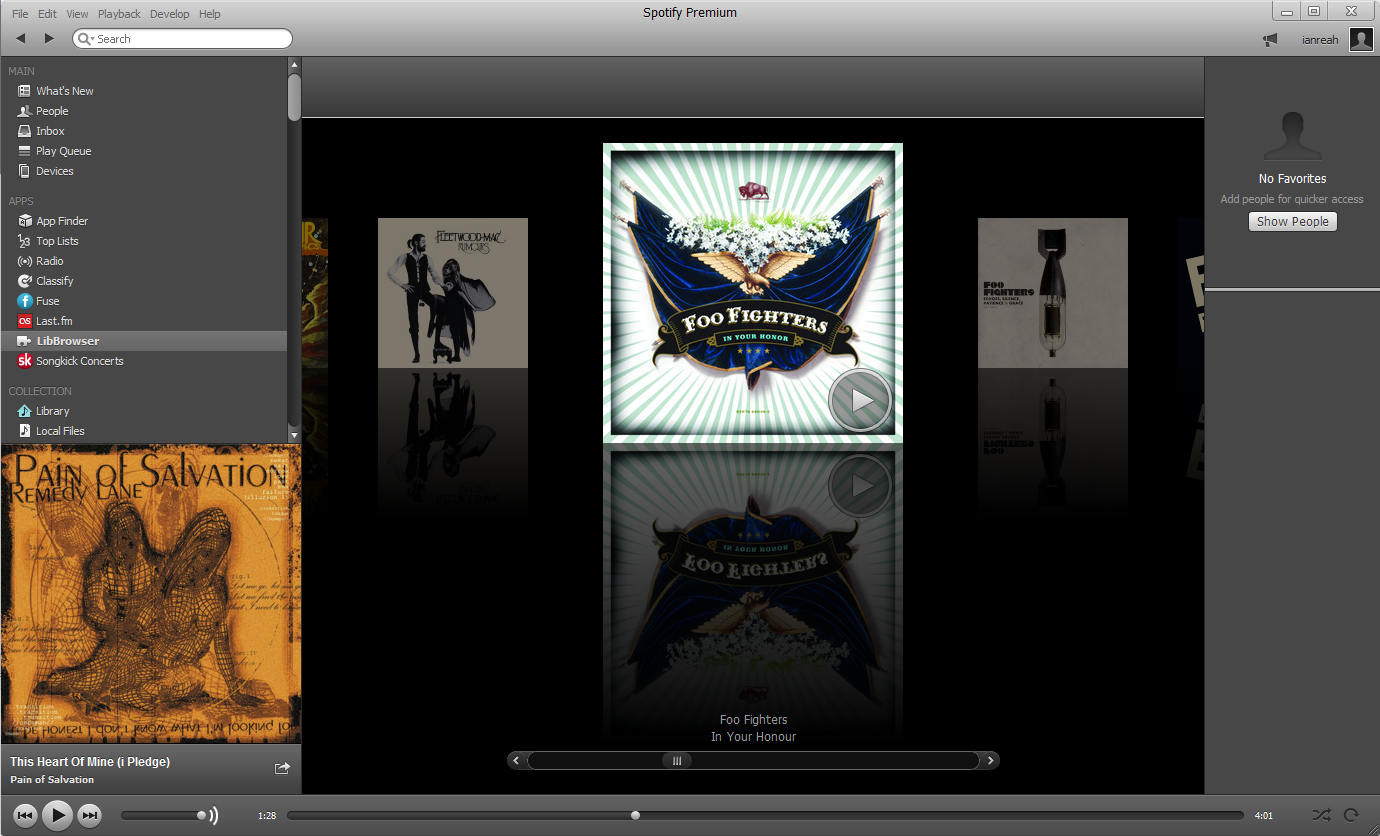 Spotify Premium
File Edit View Playback Develop Help
Search
ianreah
MAIN
What's New
People
Inbox
Play Queue
Devices
APPS
App Finder
Top Lists
Radio
Classify
Fuse
Last.fm
LibBrowser
Songkick Concerts
COLLECTION
Library
Local Files
PAIN OF SALVATION
REMEDY LANE
This Heart Of Mine (i Pledge)
Pain of Salvation
FLEETWOOD MAC
RUMOURS
FOO FIGHTERS
IN YOUR HONOR
FOO
FIGHTERS
ECHOES, SILENCE,
PATIENCE & GRACE
Foo Fighters
In Your Honour
No Favorites
Add people for quicker access
Show People
1:28
4:01